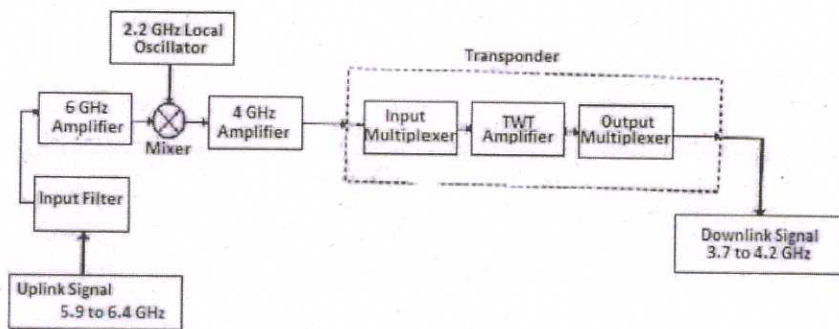 2.2 GHz Local
Oscillator
Transponder
6 GHz
Amplifier
Mixer
4 GHz
Amplifier
Input
Multiplexer
TWT
Amplifier
Output
Multiplexer
Input Filter
Uplink Signal
5.9 to 6.4 GHz
Downlink Signal
3.7 to 4.2 GHz